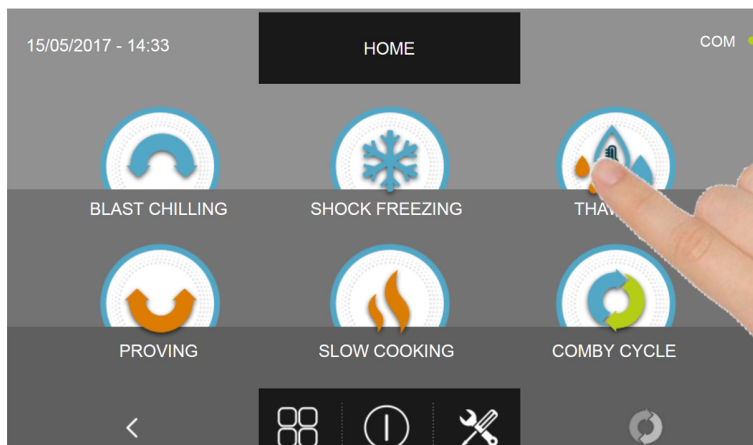 15/05/2017 - 14:33
HOME
COM
BLAST CHILLING
SHOCK FREEZING
PROVING
SLOW COOKING
COMBY CYCLE